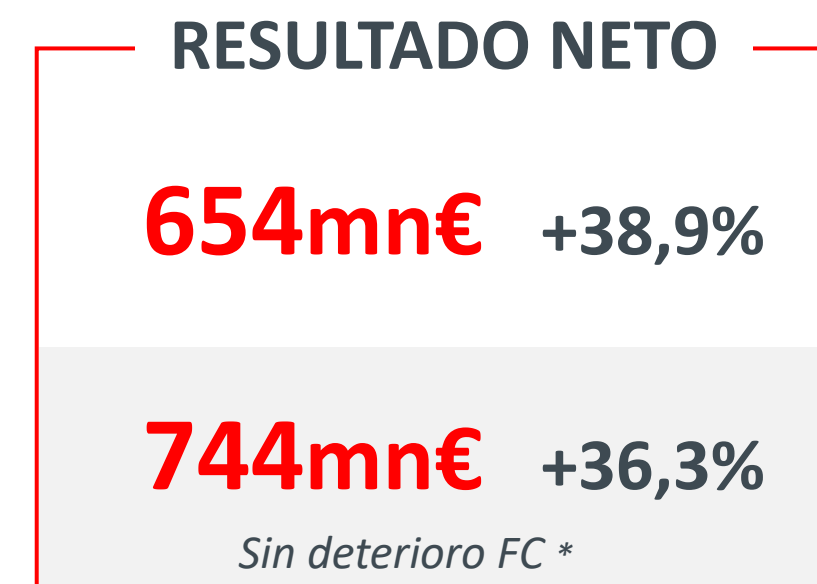 RESULTADO NETO
654mn€ +38,9%
744mn€ +36,3%
Sin deterioro FC *